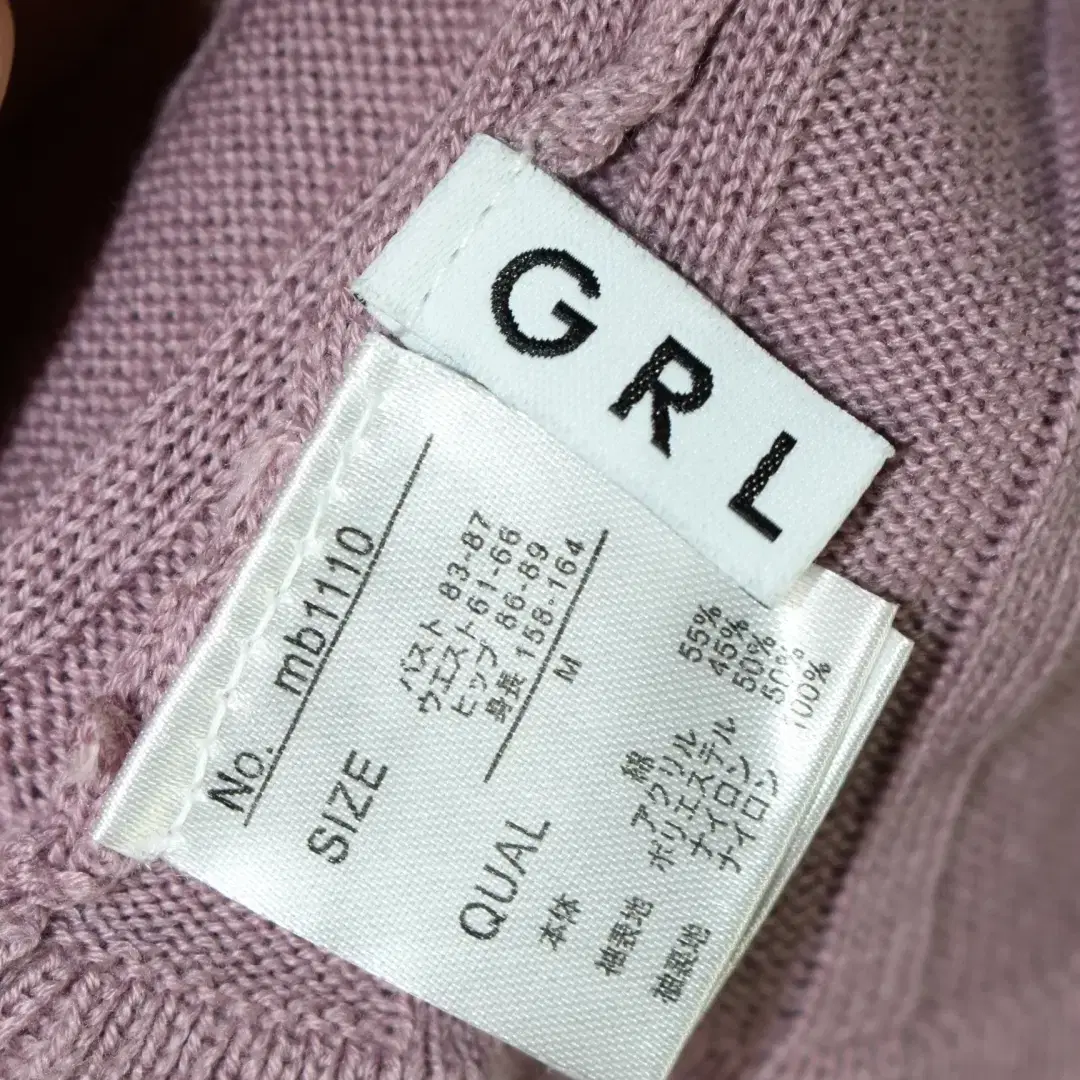 GRL
No. mb1110
SIZE
バスト 83-87
ウエスト 61-66
ヒップ 86-89
身長 158-164
M
QUAL
本体 綿 55%
アクリル 45%
袖表地 ポリエステル 50%
ナイロン 50%
袖裏地 ナイロン 100%